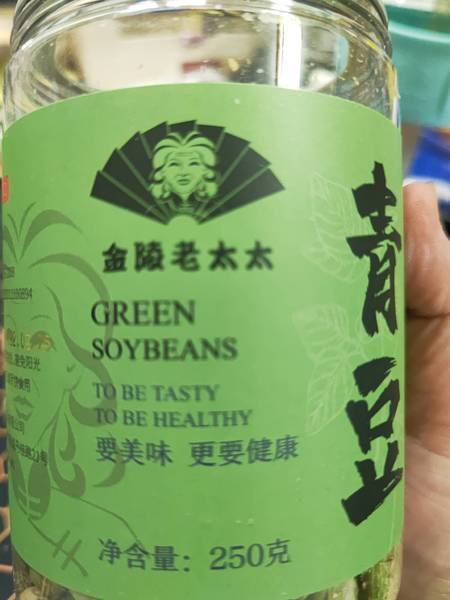 金陵老太太
GREEN
SOYBEANS
TO BE TASTY
TO BE HEALTHY
要美味 更要健康
净含量：250克
青豆